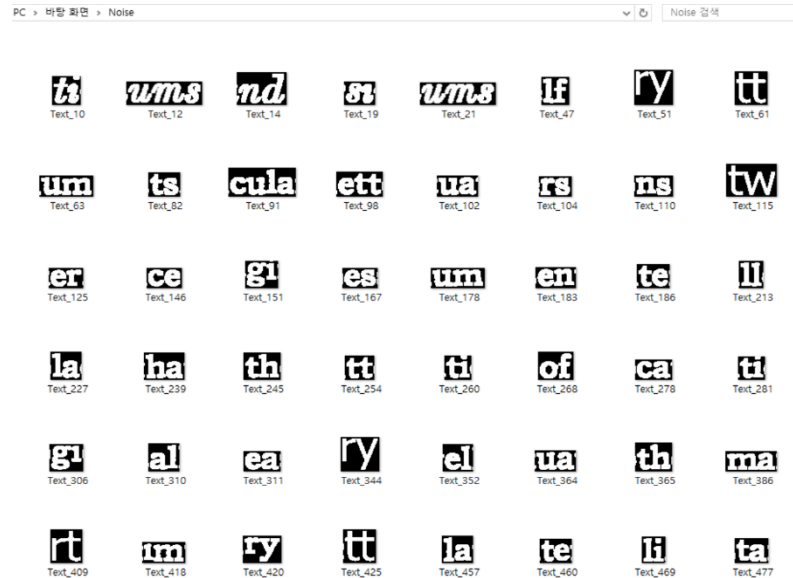 PC > 바탕 화면 > Noise Noise 검색
ti ums nd si ums lf ry tt
Text_10 Text_12 Text_14 Text_19 Text_21 Text_47 Text_51 Text_61
um ts cula ett ua rs ns tw
Text_63 Text_82 Text_91 Text_98 Text_102 Text_104 Text_110 Text_115
er ce gi es um en te ll
Text_125 Text_146 Text_151 Text_167 Text_178 Text_183 Text_186 Text_213
la ha th tt ti of ca ti
Text_227 Text_239 Text_245 Text_254 Text_260 Text_268 Text_278 Text_281
gi al ea ry el ua th ma
Text_306 Text_310 Text_311 Text_344 Text_352 Text_364 Text_365 Text_386
rt im ry tt la te li ta
Text_409 Text_418 Text_420 Text_425 Text_457 Text_460 Text_469 Text_477